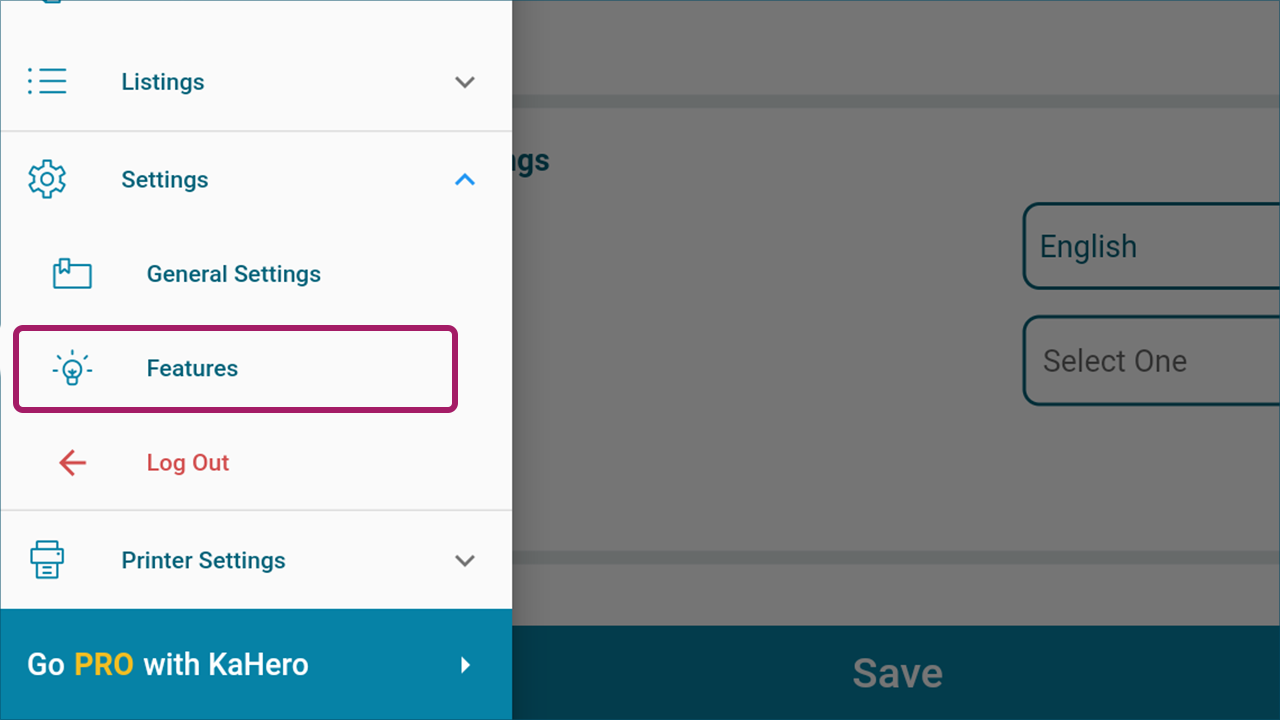 Listings
Settings
General Settings
Features
Log Out
Printer Settings
Go PRO with KaHero
ngs
English
Select One
Save